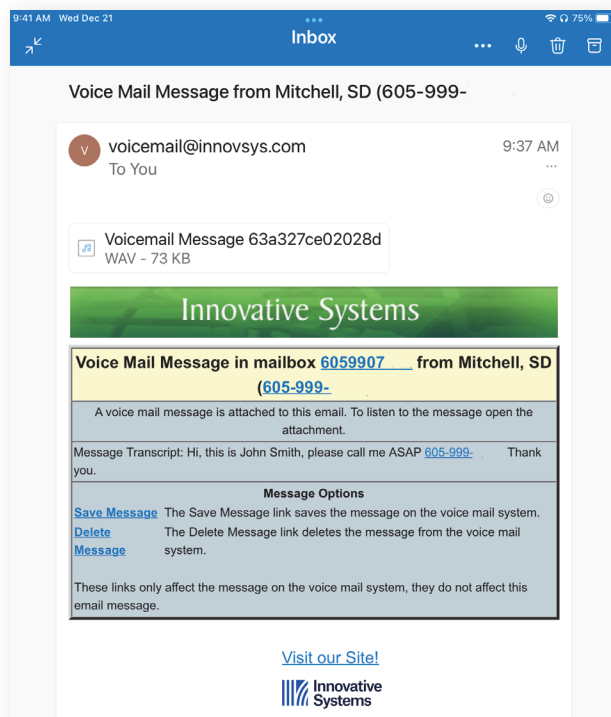 9:41 AM Wed Dec 21
75%
Inbox
Voice Mail Message from Mitchell, SD (605-999-
V
voicemail@innovsys.com
9:37 AM
To You
Voicemail Message 63a327ce02028d
WAV - 73 KB
Innovative Systems
Voice Mail Message in mailbox 6059907 from Mitchell, SD
(605-999-
A voice mail message is attached to this email. To listen to the message open the
attachment.
Message Transcript: Hi, this is John Smith, please call me ASAP 605-999- Thank
you.
Message Options
Save Message The Save Message link saves the message on the voice mail system.
Delete The Delete Message link deletes the message from the voice mail
Message system.
These links only affect the message on the voice mail system, they do not affect this
email message.
Visit our Site!
Innovative
Systems